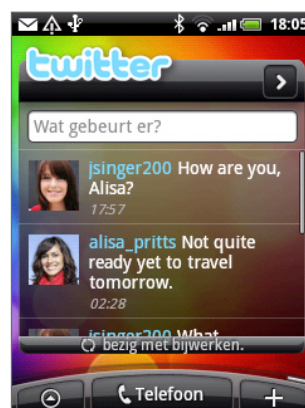 18:05
twitter
Wat gebeurt er?
jsinger200 How are you,
Alisa?
17:57
alisa_pritts Not quite
ready yet to travel
tomorrow.
02:28
jsinger200 What
bezig met bijwerken.
Telefoon